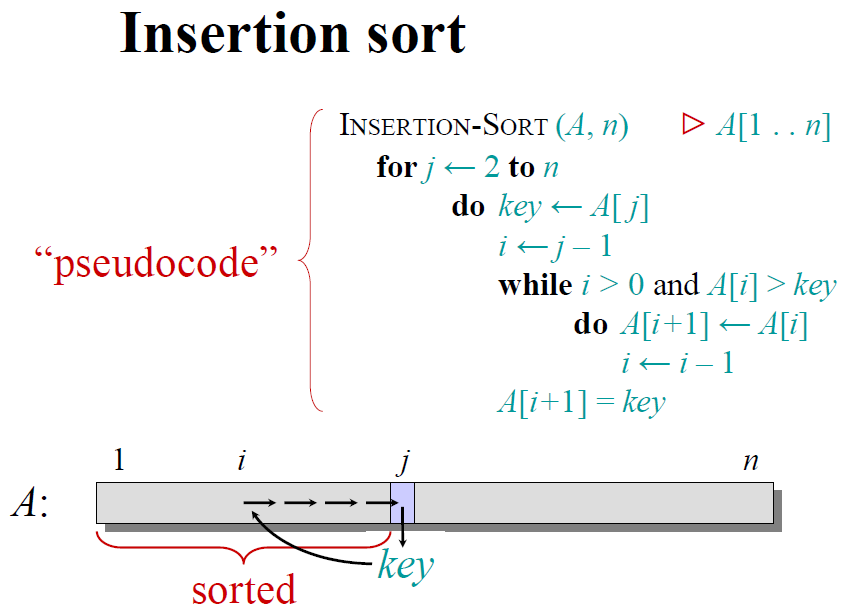 Insertion sort
INSERTION-SORT (A, n) ▷ A[1 . . n]
for j ← 2 to n
do key ← A[ j]
i ← j – 1
“pseudocode”
while i > 0 and A[i] > key
do A[i+1] ← A[i]
i ← i – 1
A[i+1] = key
1 i j n
A:
key
sorted